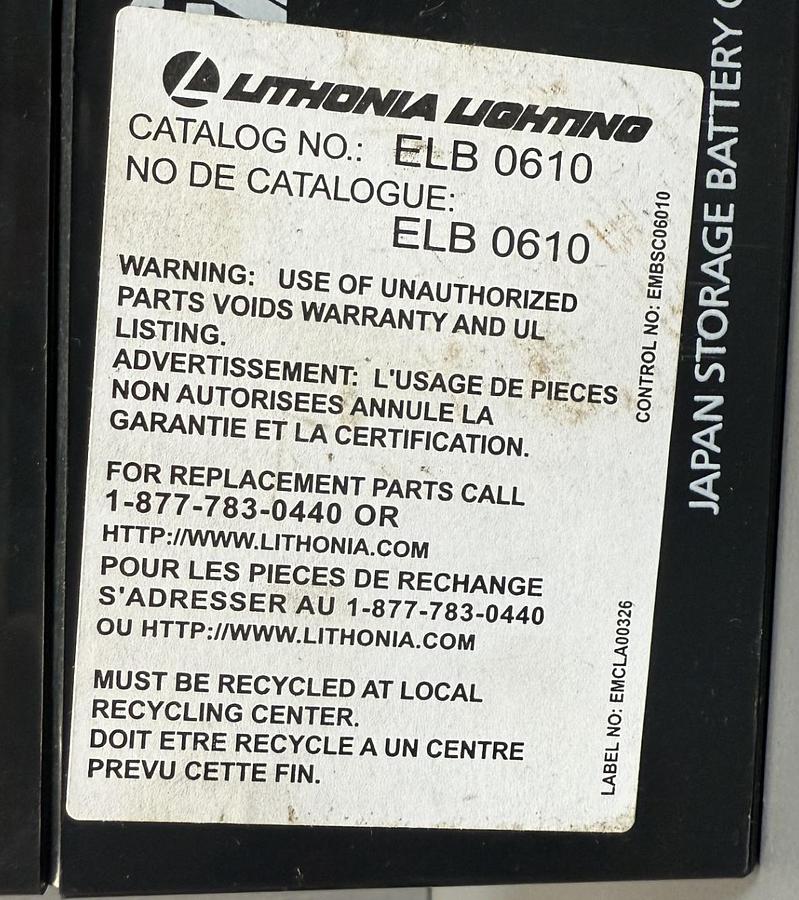 LITHONIA LIGHTING
CATALOG NO.: ELB 0610
NO DE CATALOGUE:
ELB 0610
WARNING: USE OF UNAUTHORIZED
PARTS VOIDS WARRANTY AND UL
LISTING.
ADVERTISSEMENT: L'USAGE DE PIECES
NON AUTORISEES ANNULE LA
GARANTIE ET LA CERTIFICATION.
FOR REPLACEMENT PARTS CALL
1-877-783-0440 OR
HTTP://WWW.LITHONIA.COM
POUR LES PIECES DE RECHANGE
S'ADRESSER AU 1-877-783-0440
OU HTTP://WWW.LITHONIA.COM
MUST BE RECYCLED AT LOCAL
RECYCLING CENTER.
DOIT ETRE RECYCLE A UN CENTRE
PREVU CETTE FIN.
CONTROL NO: EMBSC06010
LABEL NO: EMCLA00326
JAPAN STORAGE BATTERY